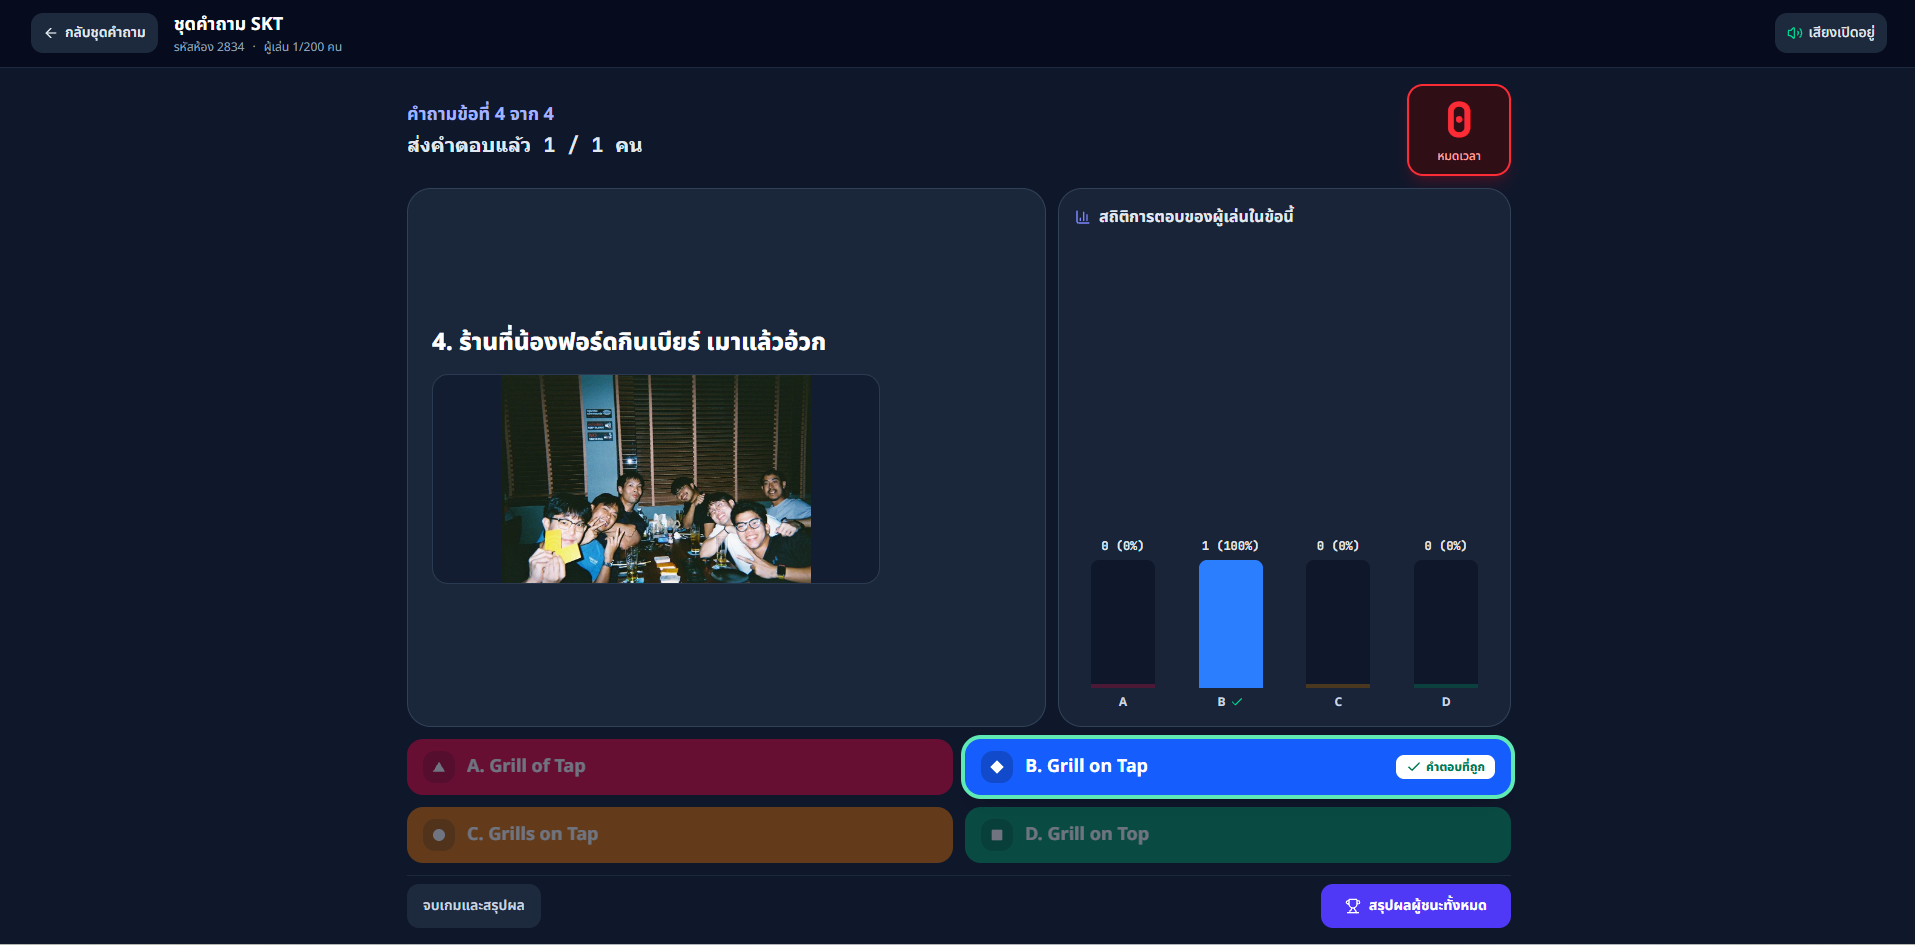 กลับชุดคำถาม
ชุดคำถาม SKT
รหัสห้อง 2834 · ผู้เล่น 1/200 คน
เสียงเปิดอยู่
คำถามข้อที่ 4 จาก 4
ส่งคำตอบแล้ว 1 / 1 คน
0
หมดเวลา
4. ร้านที่น้องฟอร์ดกินเบียร์ เมาแล้วอ้วก
สถิติการตอบของผู้เล่นในข้อนี้
0 (0%) 1 (100%) 0 (0%) 0 (0%)
A B C D
A. Grill of Tap
B. Grill on Tap
คำตอบที่ถูก
C. Grills on Tap
D. Grill on Top
จบเกมและสรุปผล
สรุปผลผู้ชนะทั้งหมด